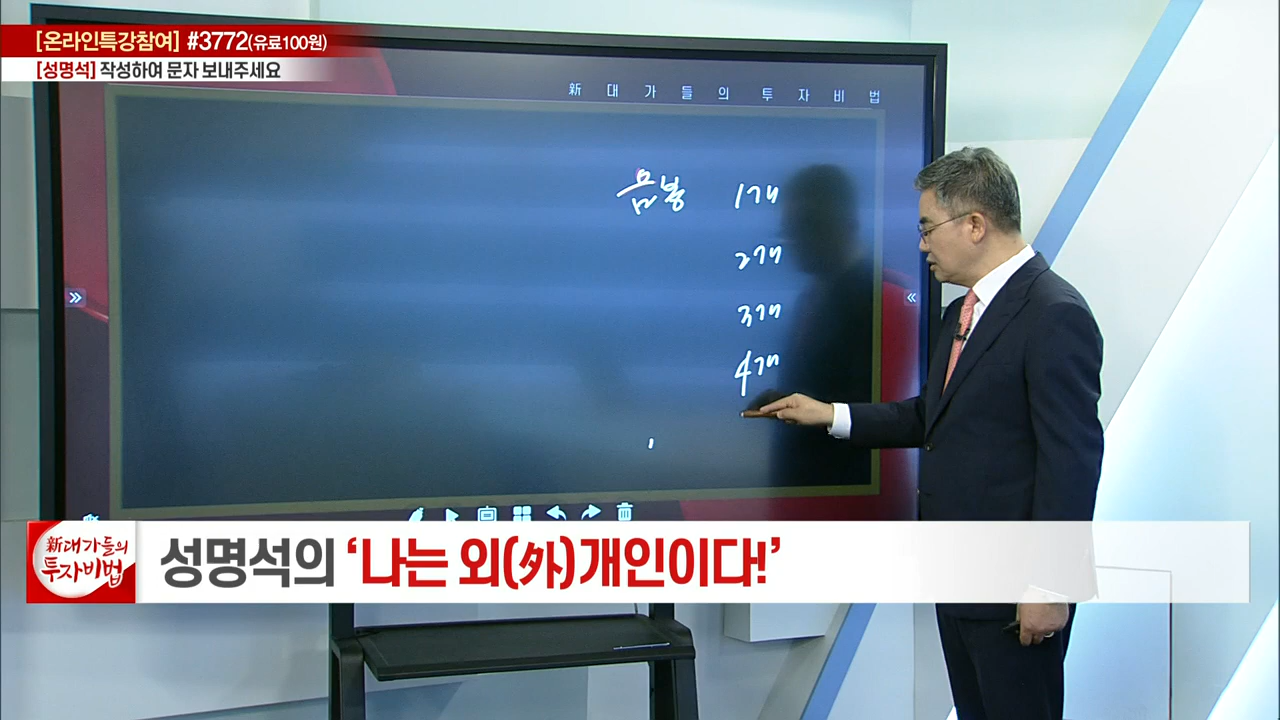 [온라인특강참여] #3772(유료100원)
[성명석] 작성하여 문자 보내주세요
新 대가들의 투자비법
음봉 1개
2개
3개
4개
新대가들의
투자비법
성명석의 ‘나는 외(外)개인이다!’